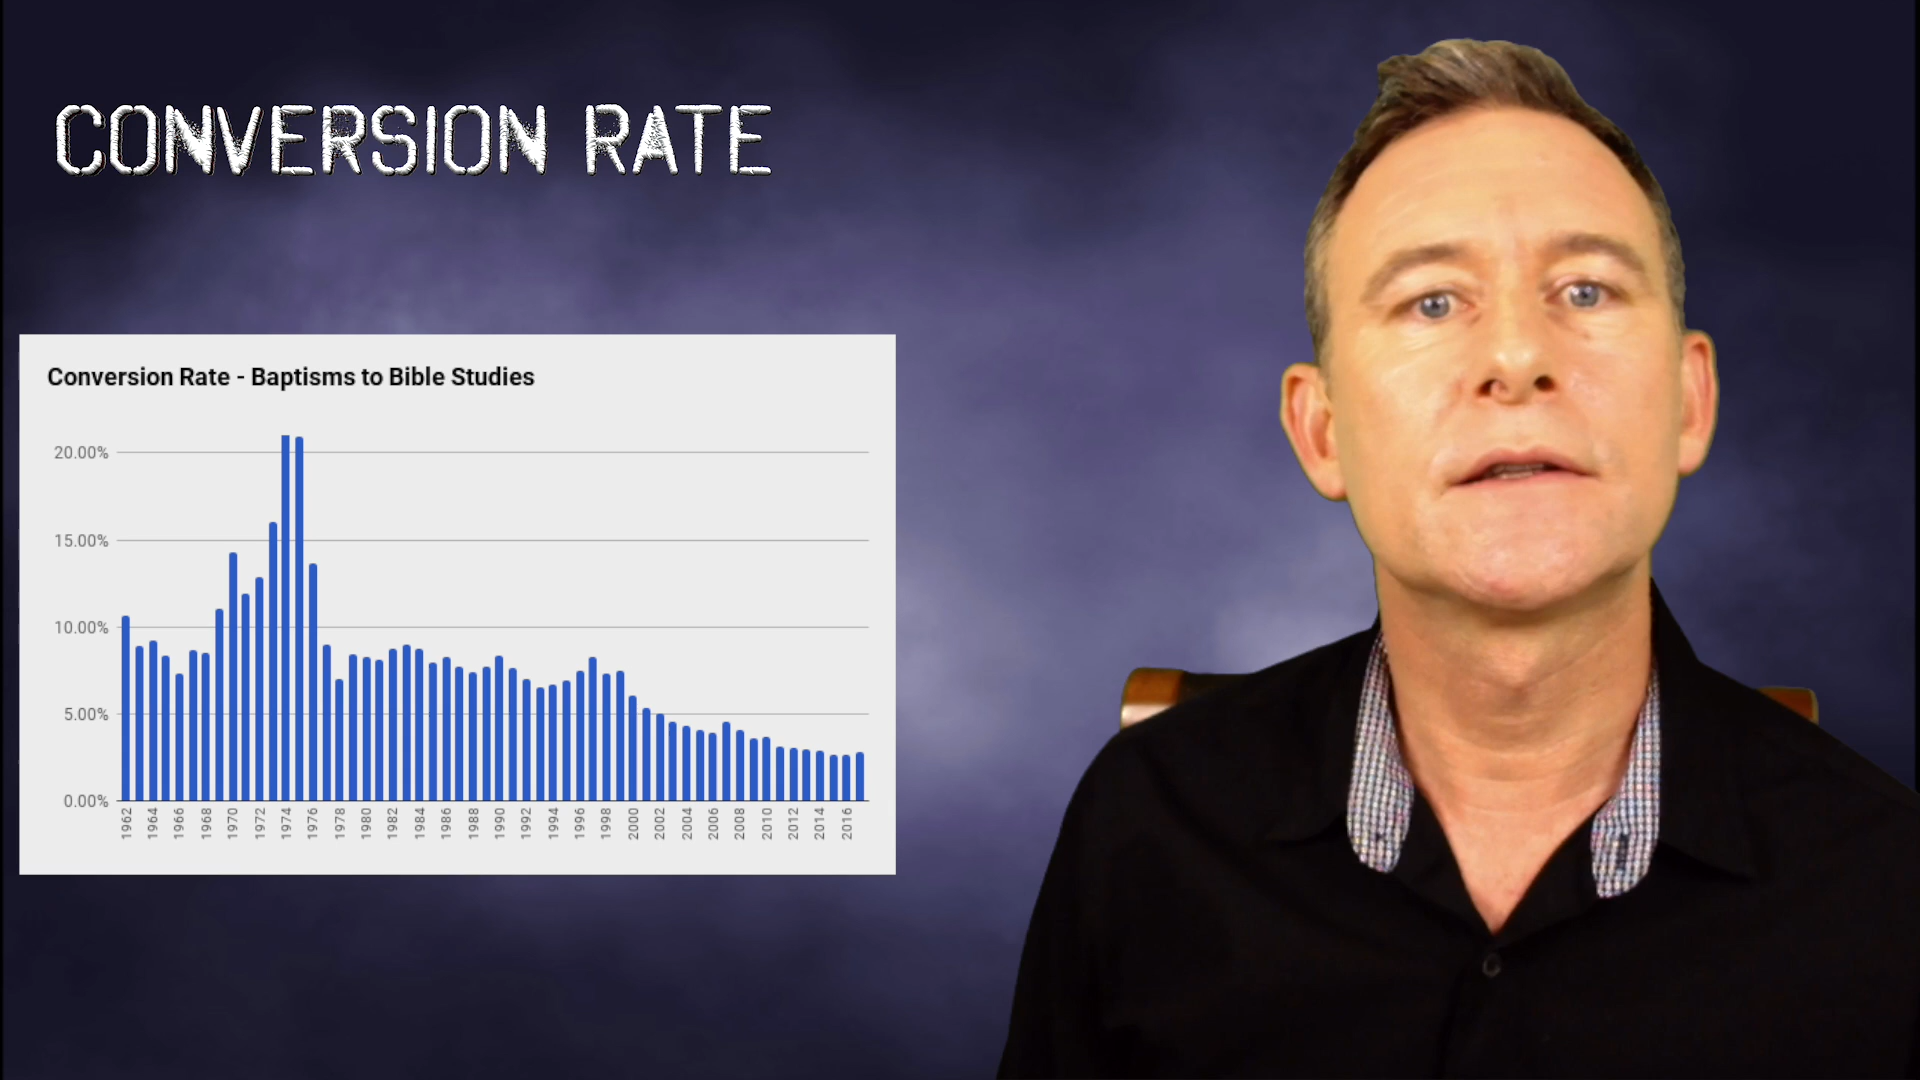 CONVERSION RATE
Conversion Rate - Baptisms to Bible Studies
20.00%
15.00%
10.00%
5.00%
0.00%
1962 1964 1966 1968 1970 1972 1974 1976 1978 1980 1982 1984 1986 1988 1990 1992 1994 1996 1998 2000 2002 2004 2006 2008 2010 2012 2014 2016